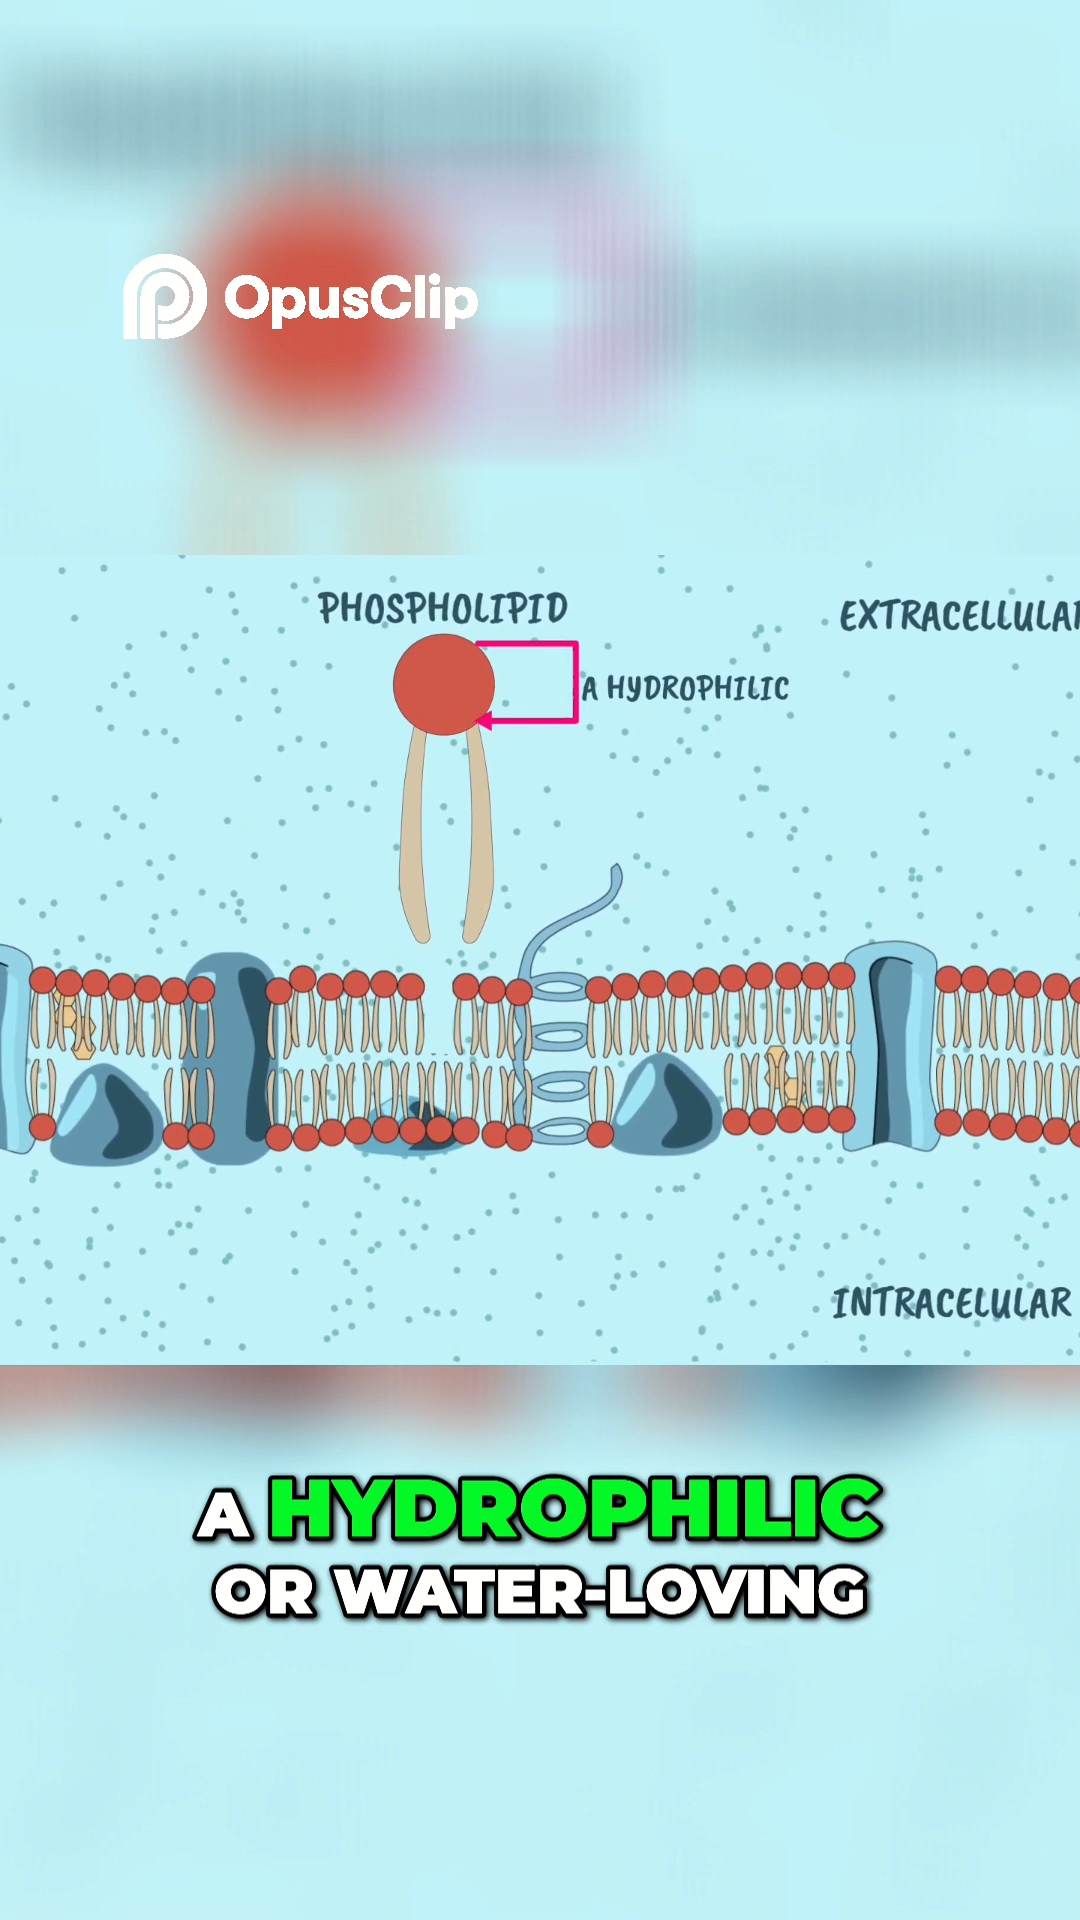 OpusClip
PHOSPHOLIPID
EXTRACELLULAR
A HYDROPHILIC
INTRACELULAR
A HYDROPHILIC
OR WATER-LOVING